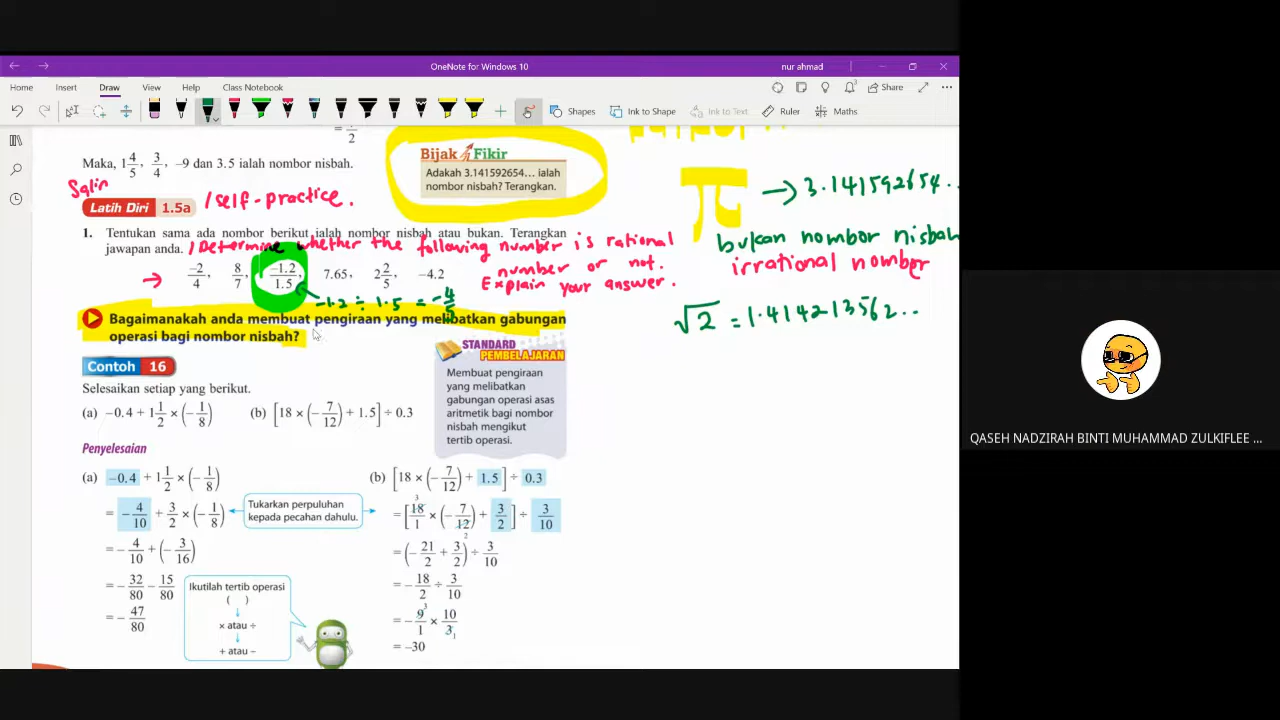 OneNote for Windows 10
nur ahmad
Home Insert Draw View Help Class Notebook
Share
Shapes Ink to Shape Ink to Text Ruler Maths
= 7/2
Maka, 1 4/5, 3/4, –9 dan 3.5 ialah nombor nisbah.
Bijak Fikir
Adakah 3.141592654... ialah
nombor nisbah? Terangkan.
π → 3.141592654..
bukan nombor nisbah
irrational number
√2 = 1.414213562...
Salin
Latih Diri 1.5a /self-practice.
1. Tentukan sama ada nombor berikut ialah nombor nisbah atau bukan. Terangkan
jawapan anda. / Determine whether the following number is rational
number or not.
Explain your answer.
→ –2/4, 8/7, –1.2/1.5, 7.65, 2 2/5, –4.2
–1.2 ÷ 1.5 = –4/5
Bagaimanakah anda membuat pengiraan yang melibatkan gabungan
operasi bagi nombor nisbah?
Contoh 16
Selesaikan setiap yang berikut.
(a) –0.4 + 1 1/2 × (–1/8) (b) [18 × (–7/12) + 1.5] ÷ 0.3
STANDARD
PEMBELAJARAN
Membuat pengiraan
yang melibatkan
gabungan operasi asas
aritmetik bagi nombor
nisbah mengikut
tertib operasi.
Penyelesaian
(a) –0.4 + 1 1/2 × (–1/8)
= –4/10 + 3/2 × (–1/8)
= –4/10 + (–3/16)
= –32/80 – 15/80
= –47/80
Tukarkan perpuluhan
kepada pecahan dahulu.
Ikutilah tertib operasi
( )
↓
× atau ÷
↓
+ atau –
(b) [18 × (–7/12) + 1.5] ÷ 0.3
= [18/1 × (–7/12) + 3/2] ÷ 3/10
= (–21/2 + 3/2) ÷ 3/10
= –18/2 ÷ 3/10
= –9/1 × 10/3
= –30
QASEH NADZIRAH BINTI MUHAMMAD ZULKIFLEE ...